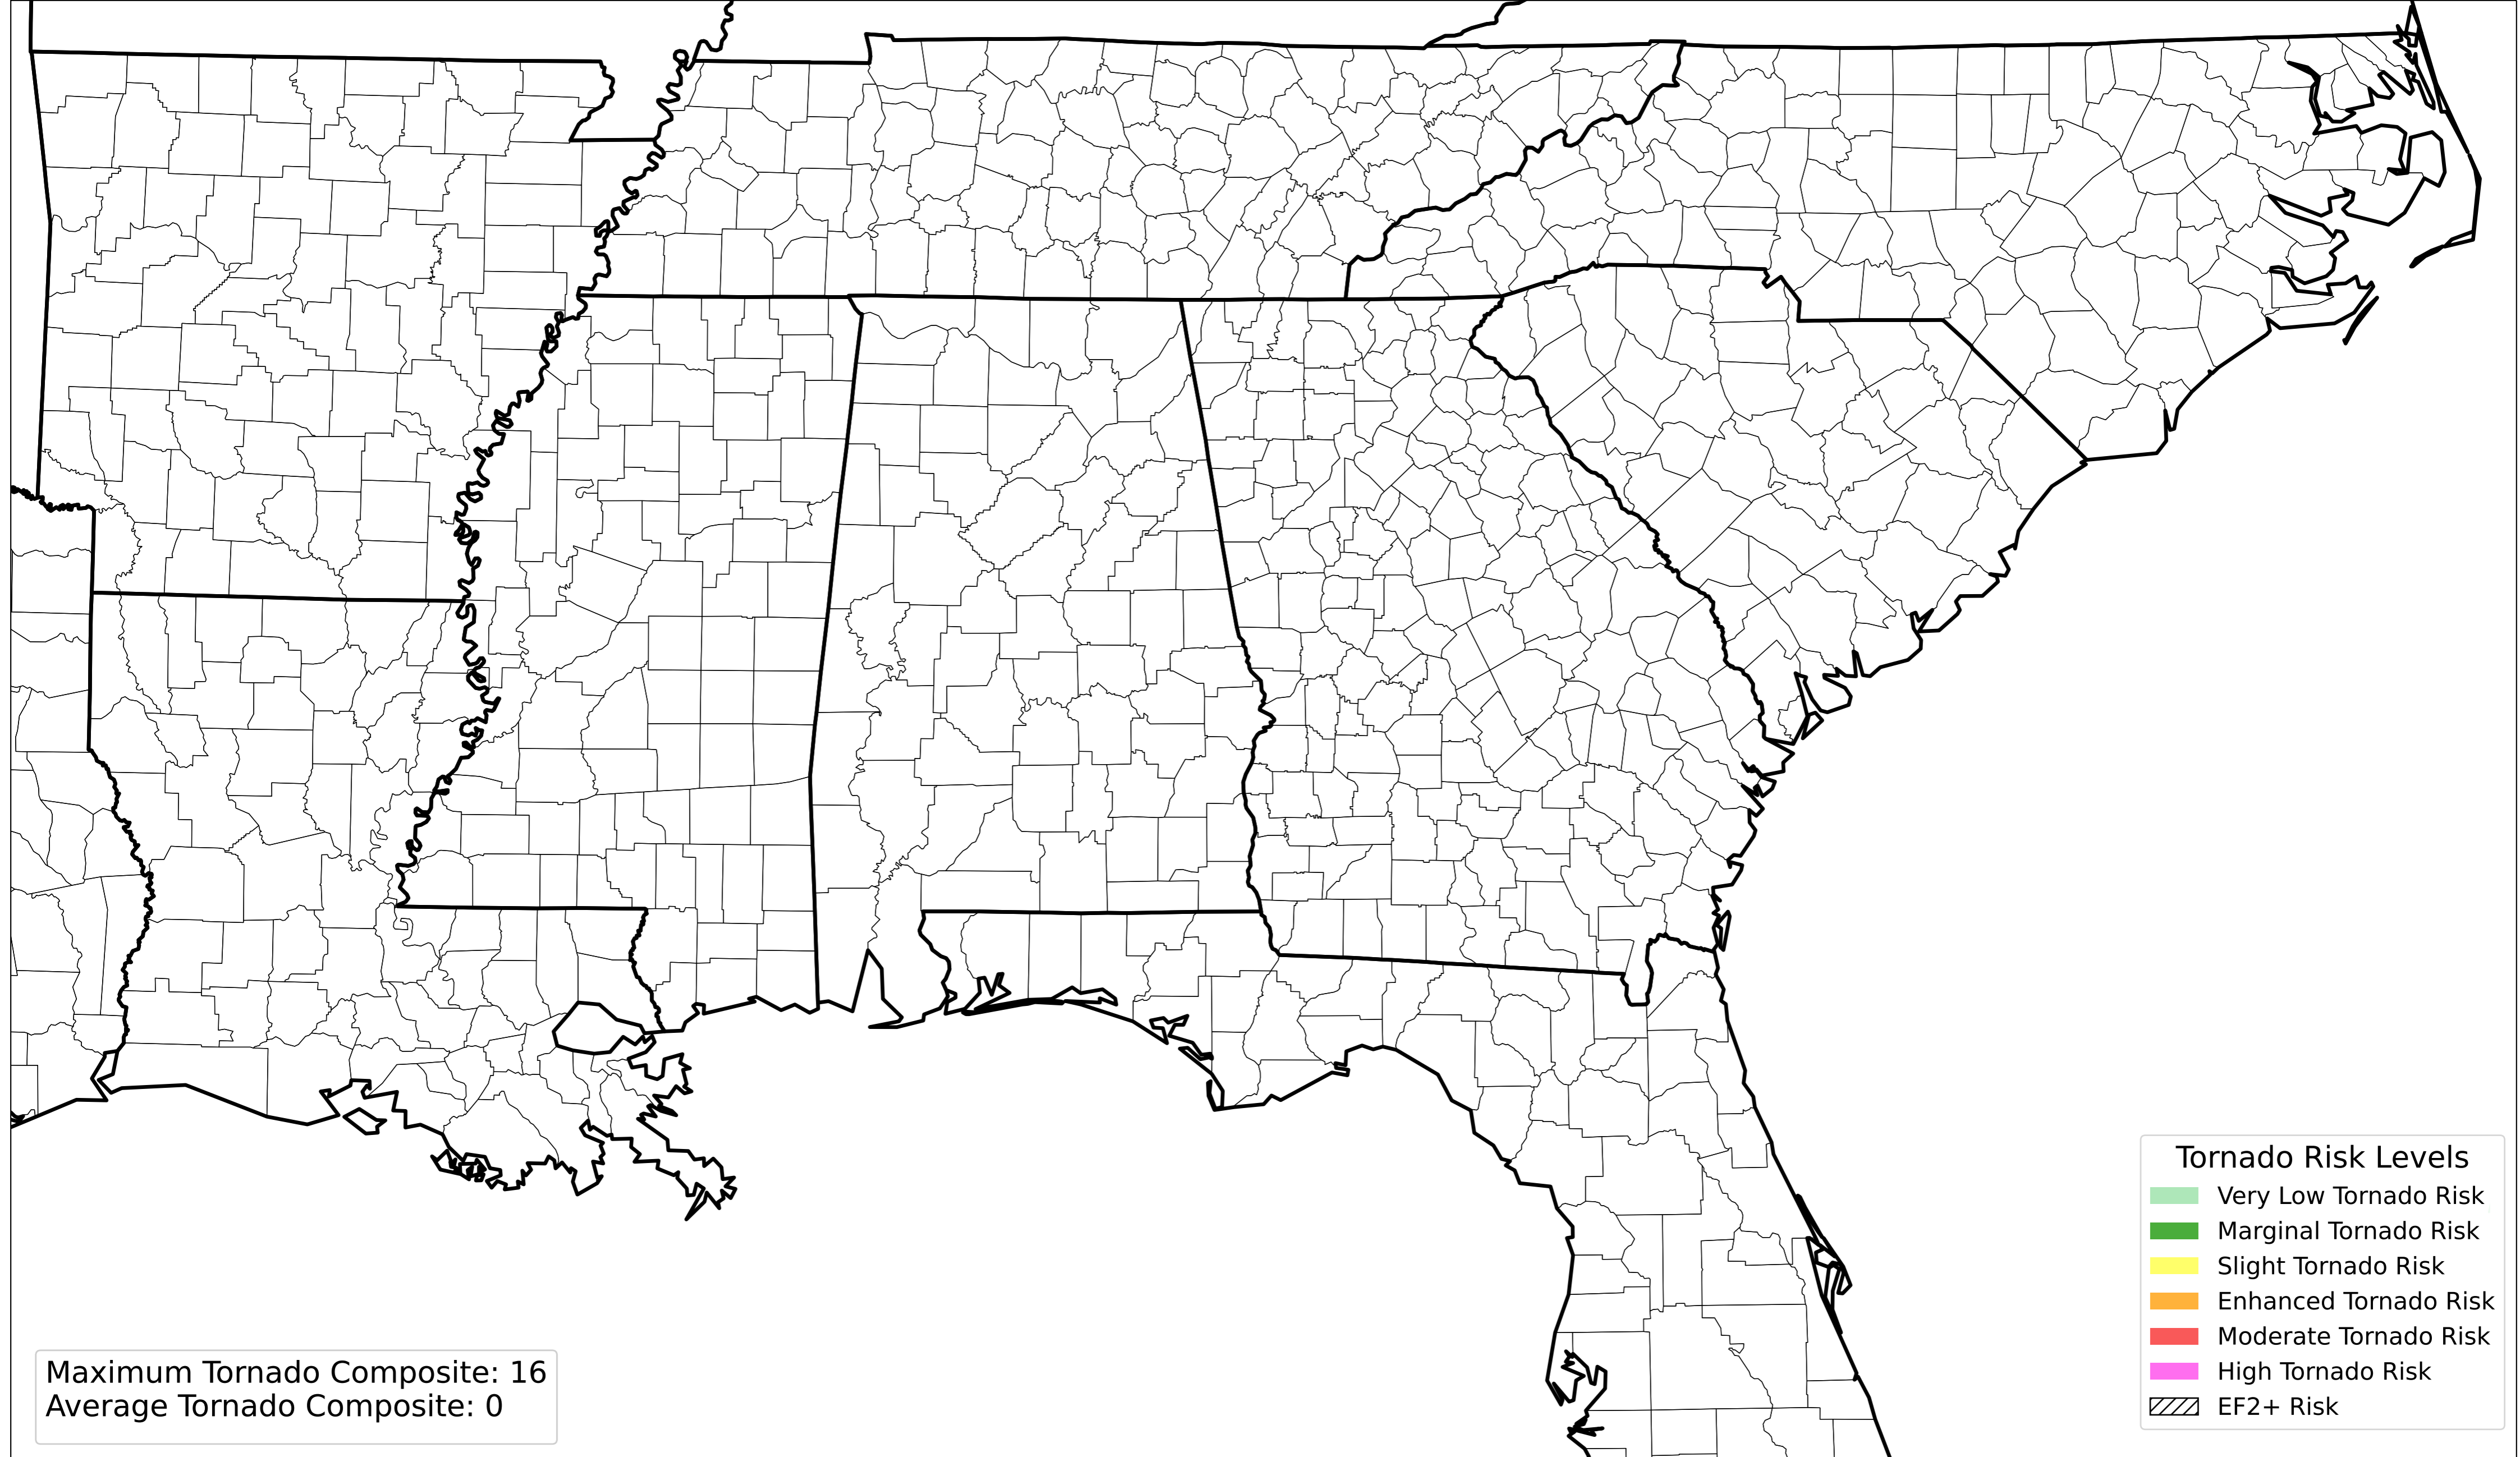 Tornado Risk Levels
Very Low Tornado Risk
Marginal Tornado Risk
Slight Tornado Risk
Enhanced Tornado Risk
Moderate Tornado Risk
High Tornado Risk
EF2+ Risk
Maximum Tornado Composite: 16
Average Tornado Composite: 0